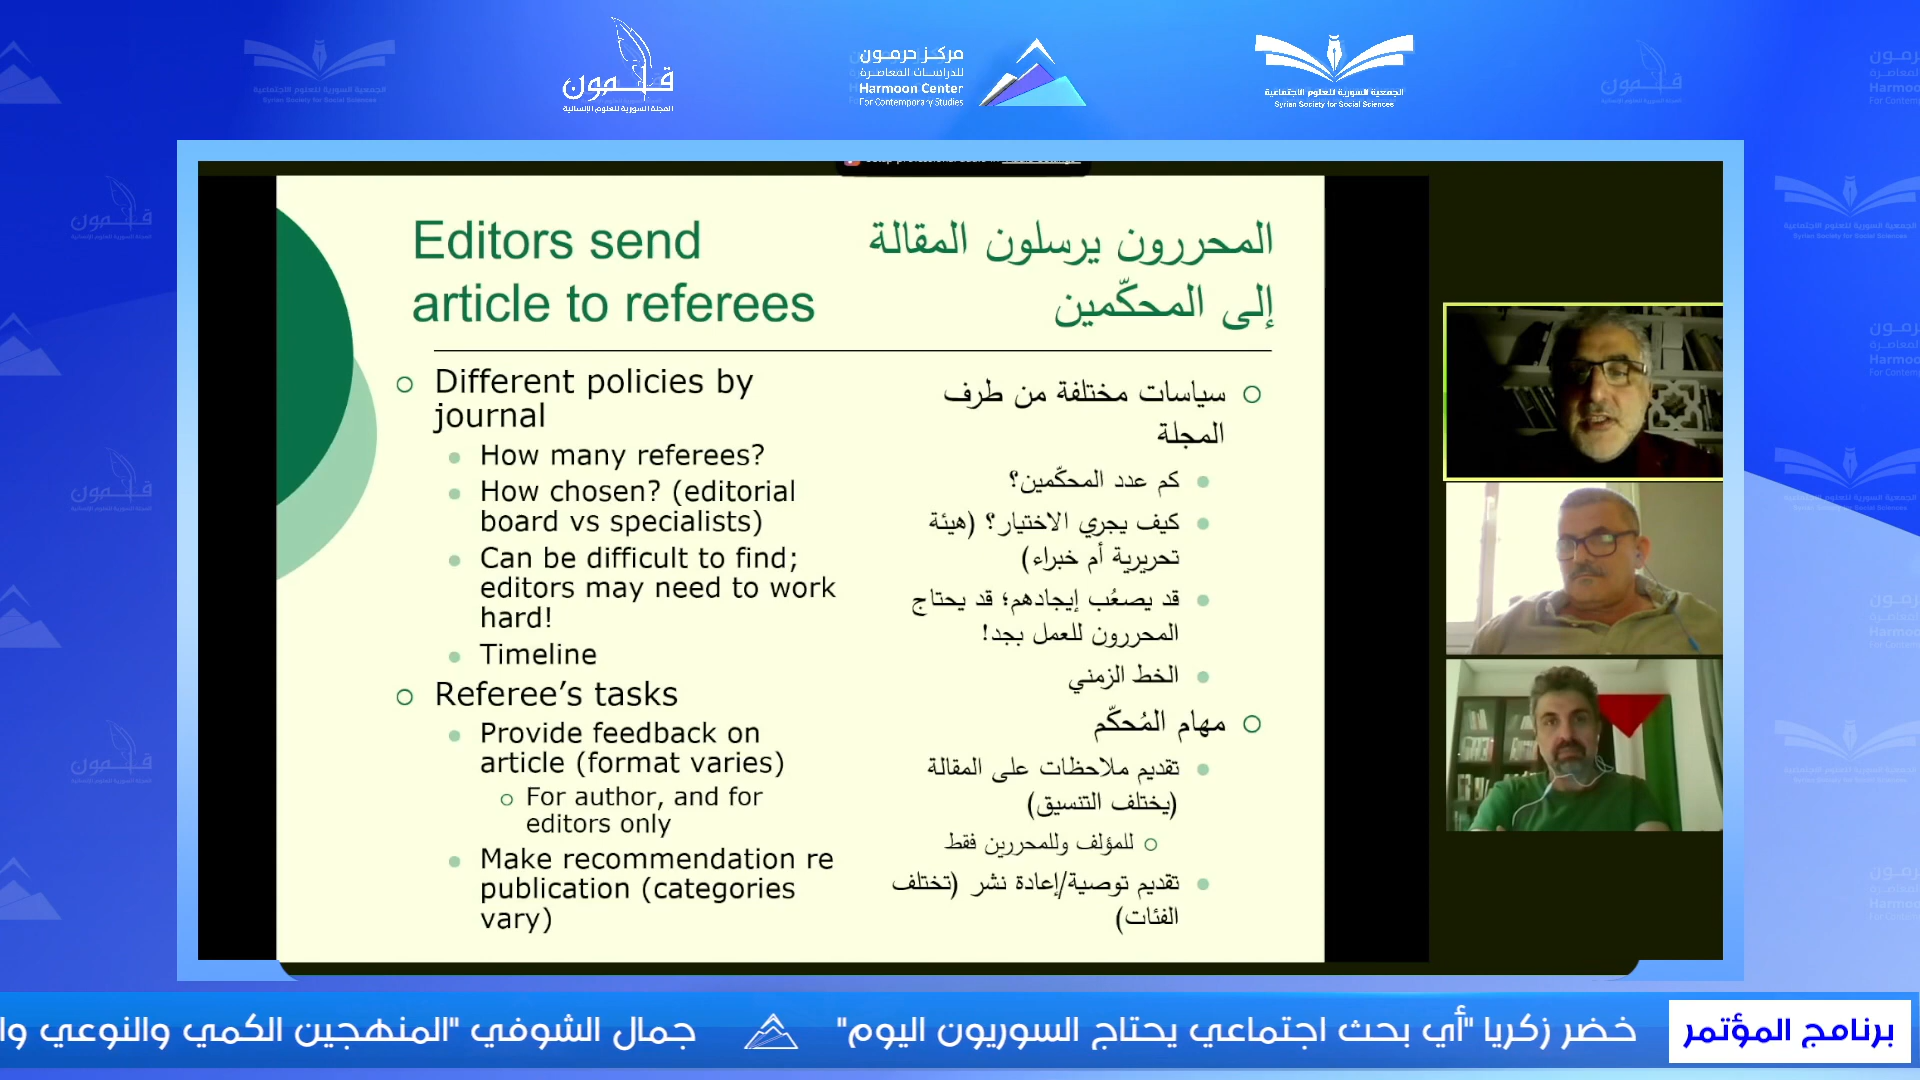 قلمون
المجلة السورية للعلوم الإنسانية
مركز حرمون
للدراسات المعاصرة
Harmoon Center
For Contemporary Studies
الجمعية السورية للعلوم الاجتماعية
Syrian Society for Social Sciences
Editors send
article to referees
المحررون يرسلون المقالة
إلى المحكّمين
Different policies by
journal
How many referees?
How chosen? (editorial
board vs specialists)
Can be difficult to find;
editors may need to work
hard!
Timeline
Referee’s tasks
Provide feedback on
article (format varies)
For author, and for
editors only
Make recommendation re
publication (categories
vary)
سياسات مختلفة من طرف
المجلة
كم عدد المحكّمين؟
كيف يجري الاختيار؟ (هيئة
تحريرية أم خبراء)
قد يصعُب إيجادهم؛ قد يحتاج
المحررون للعمل بجد!
الخط الزمني
مهام المُحكّم
تقديم ملاحظات على المقالة
(يختلف التنسيق)
للمؤلف وللمحررين فقط
تقديم توصية/إعادة نشر (تختلف
الفئات)
برنامج المؤتمر
خضر زكريا "أي بحث اجتماعي يحتاج السوريون اليوم"
جمال الشوفي "المنهجين الكمي والنوعي وا